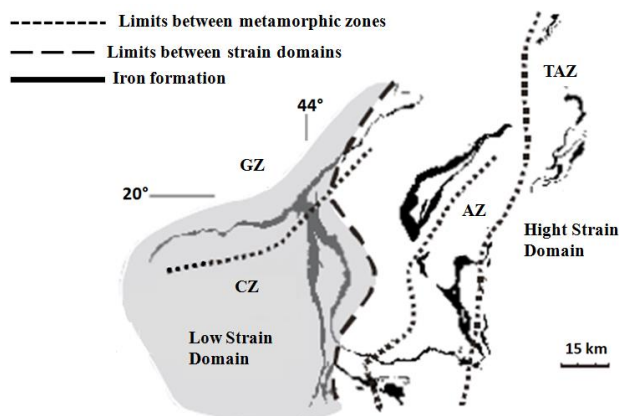 Limits between metamorphic zones
Limits between strain domains
Iron formation
TAZ
44°
GZ
20°
AZ
Hight Strain
Domain
CZ
Low Strain
Domain
15 km